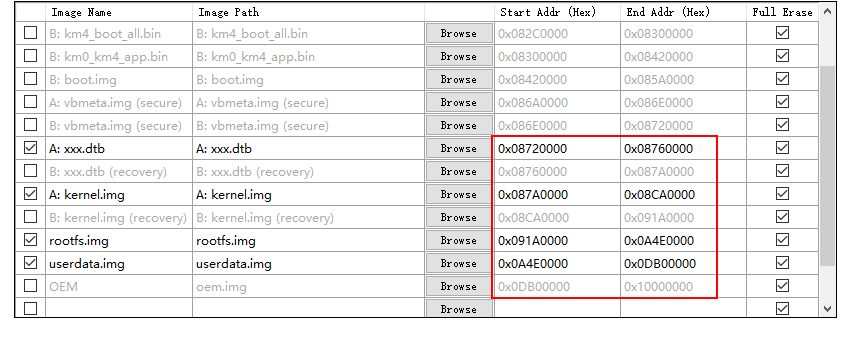 Image Name Image Path Start Addr (Hex) End Addr (Hex) Full Erase
B: km4_boot_all.bin B: km4_boot_all.bin Browse 0x082C0000 0x08300000
B: km0_km4_app.bin B: km0_km4_app.bin Browse 0x08300000 0x08420000
B: boot.img B: boot.img Browse 0x08420000 0x085A0000
A: vbmeta.img (secure) A: vbmeta.img (secure) Browse 0x086A0000 0x086E0000
B: vbmeta.img (secure) B: vbmeta.img (secure) Browse 0x086E0000 0x08720000
A: xxx.dtb A: xxx.dtb Browse 0x08720000 0x08760000
B: xxx.dtb (recovery) B: xxx.dtb (recovery) Browse 0x08760000 0x087A0000
A: kernel.img A: kernel.img Browse 0x087A0000 0x08CA0000
B: kernel.img (recovery) B: kernel.img (recovery) Browse 0x08CA0000 0x091A0000
rootfs.img rootfs.img Browse 0x091A0000 0x0A4E0000
userdata.img userdata.img Browse 0x0A4E0000 0x0DB00000
OEM oem.img Browse 0x0DB00000 0x10000000
Browse